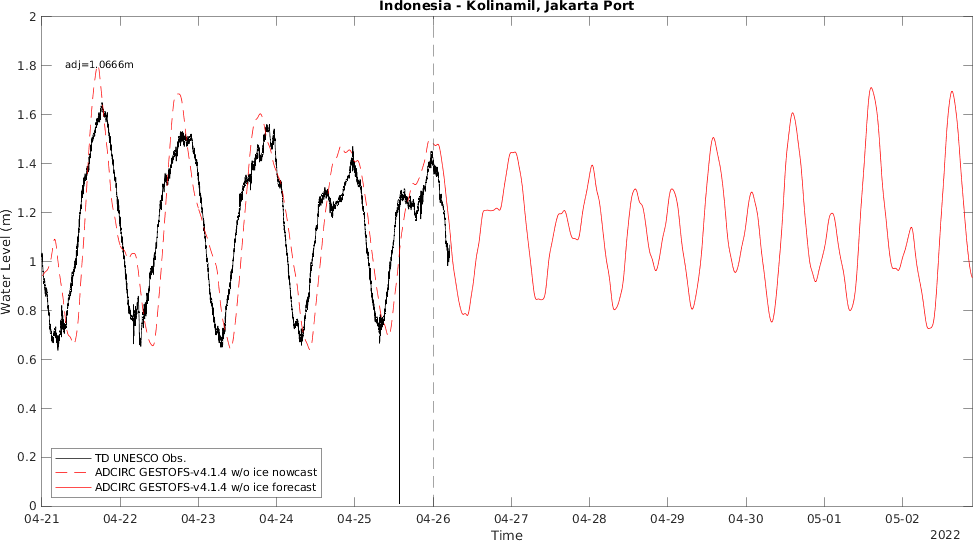 Indonesia - Kolinamil, Jakarta Port
2
1.8
1.6
1.4
1.2
1
0.8
0.6
0.4
0.2
0
Water Level (m)
adj=1.0666m
TD UNESCO Obs.
ADCIRC GESTOFS-v4.1.4 w/o ice nowcast
ADCIRC GESTOFS-v4.1.4 w/o ice forecast
04-21 04-22 04-23 04-24 04-25 04-26 04-27 04-28 04-29 04-30 05-01 05-02
Time
2022